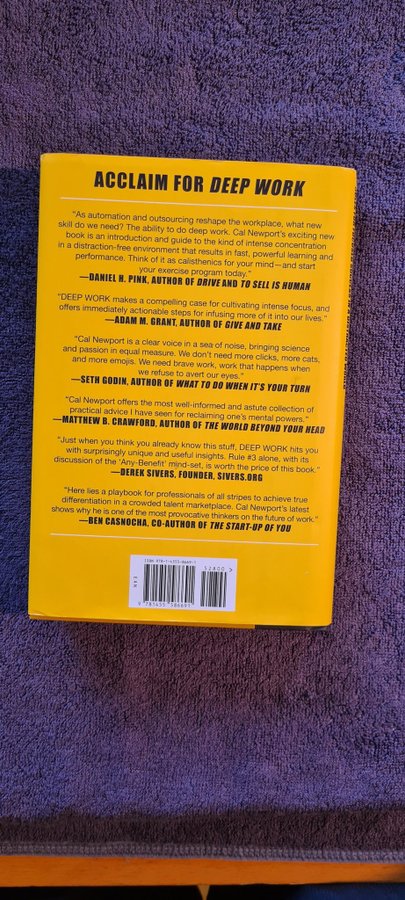 ACCLAIM FOR DEEP WORK
"As automation and outsourcing reshape the workplace, what new
skill do we need? The ability to do deep work. Cal Newport's exciting new
book is an introduction and guide to the kind of intense concentration
in a distraction-free environment that results in fast, powerful learning and
performance. Think of it as calisthenics for your mind—and start
your exercise program today."
—DANIEL H. PINK, AUTHOR OF DRIVE AND TO SELL IS HUMAN
"DEEP WORK makes a compelling case for cultivating intense focus, and
offers immediately actionable steps for infusing more of it into our lives."
—ADAM M. GRANT, AUTHOR OF GIVE AND TAKE
"Cal Newport is a clear voice in a sea of noise, bringing science
and passion in equal measure. We don't need more clicks, more cats,
and more emojis. We need brave work, work that happens when
we refuse to avert our eyes."
—SETH GODIN, AUTHOR OF WHAT TO DO WHEN IT'S YOUR TURN
"Cal Newport offers the most well-informed and astute collection of
practical advice I have seen for reclaiming one's mental powers."
—MATTHEW B. CRAWFORD, AUTHOR OF THE WORLD BEYOND YOUR HEAD
"Just when you think you already know this stuff, DEEP WORK hits you
with surprisingly unique and useful insights. Rule #3 alone, with its
discussion of the 'Any-Benefit' mind-set, is worth the price of this book."
—DEREK SIVERS, FOUNDER, SIVERS.ORG
"Here lies a playbook for professionals of all stripes to achieve true
differentiation in a crowded talent marketplace. Cal Newport's latest
shows why he is one of the most provocative thinkers on the future of work."
—BEN CASNOCHA, CO-AUTHOR OF THE START-UP OF YOU
ISBN 978-1-4555-8669-1
52800 >
EAN
9 781455 586691